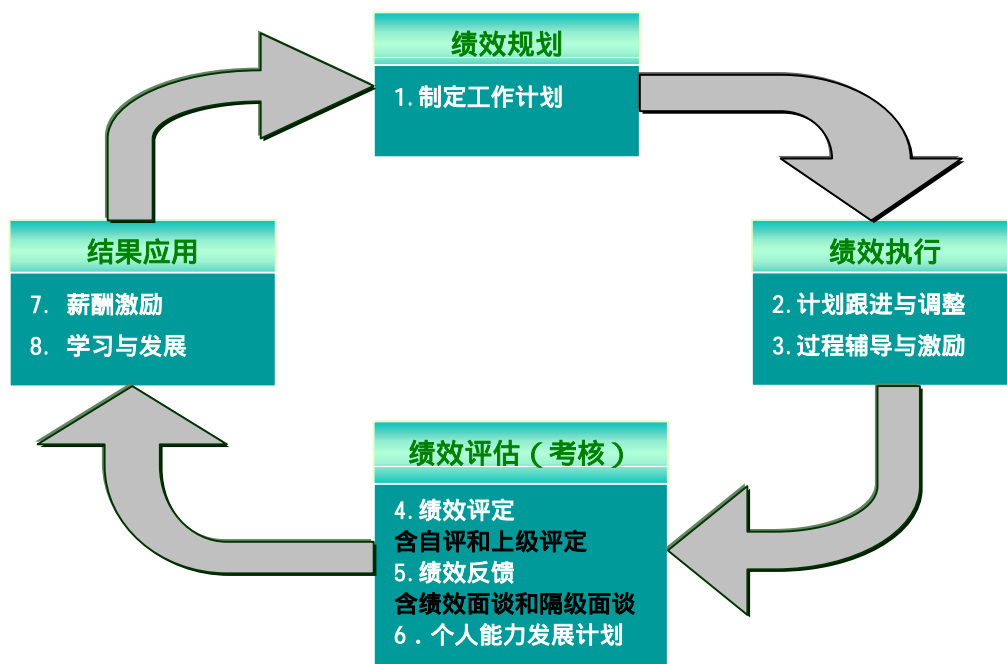 绩效规划
1.制定工作计划
绩效执行
2.计划跟进与调整
3.过程辅导与激励
绩效评估（考核）
4.绩效评定
含自评和上级评定
5.绩效反馈
含绩效面谈和隔级面谈
6．个人能力发展计划
结果应用
7. 薪酬激励
8. 学习与发展